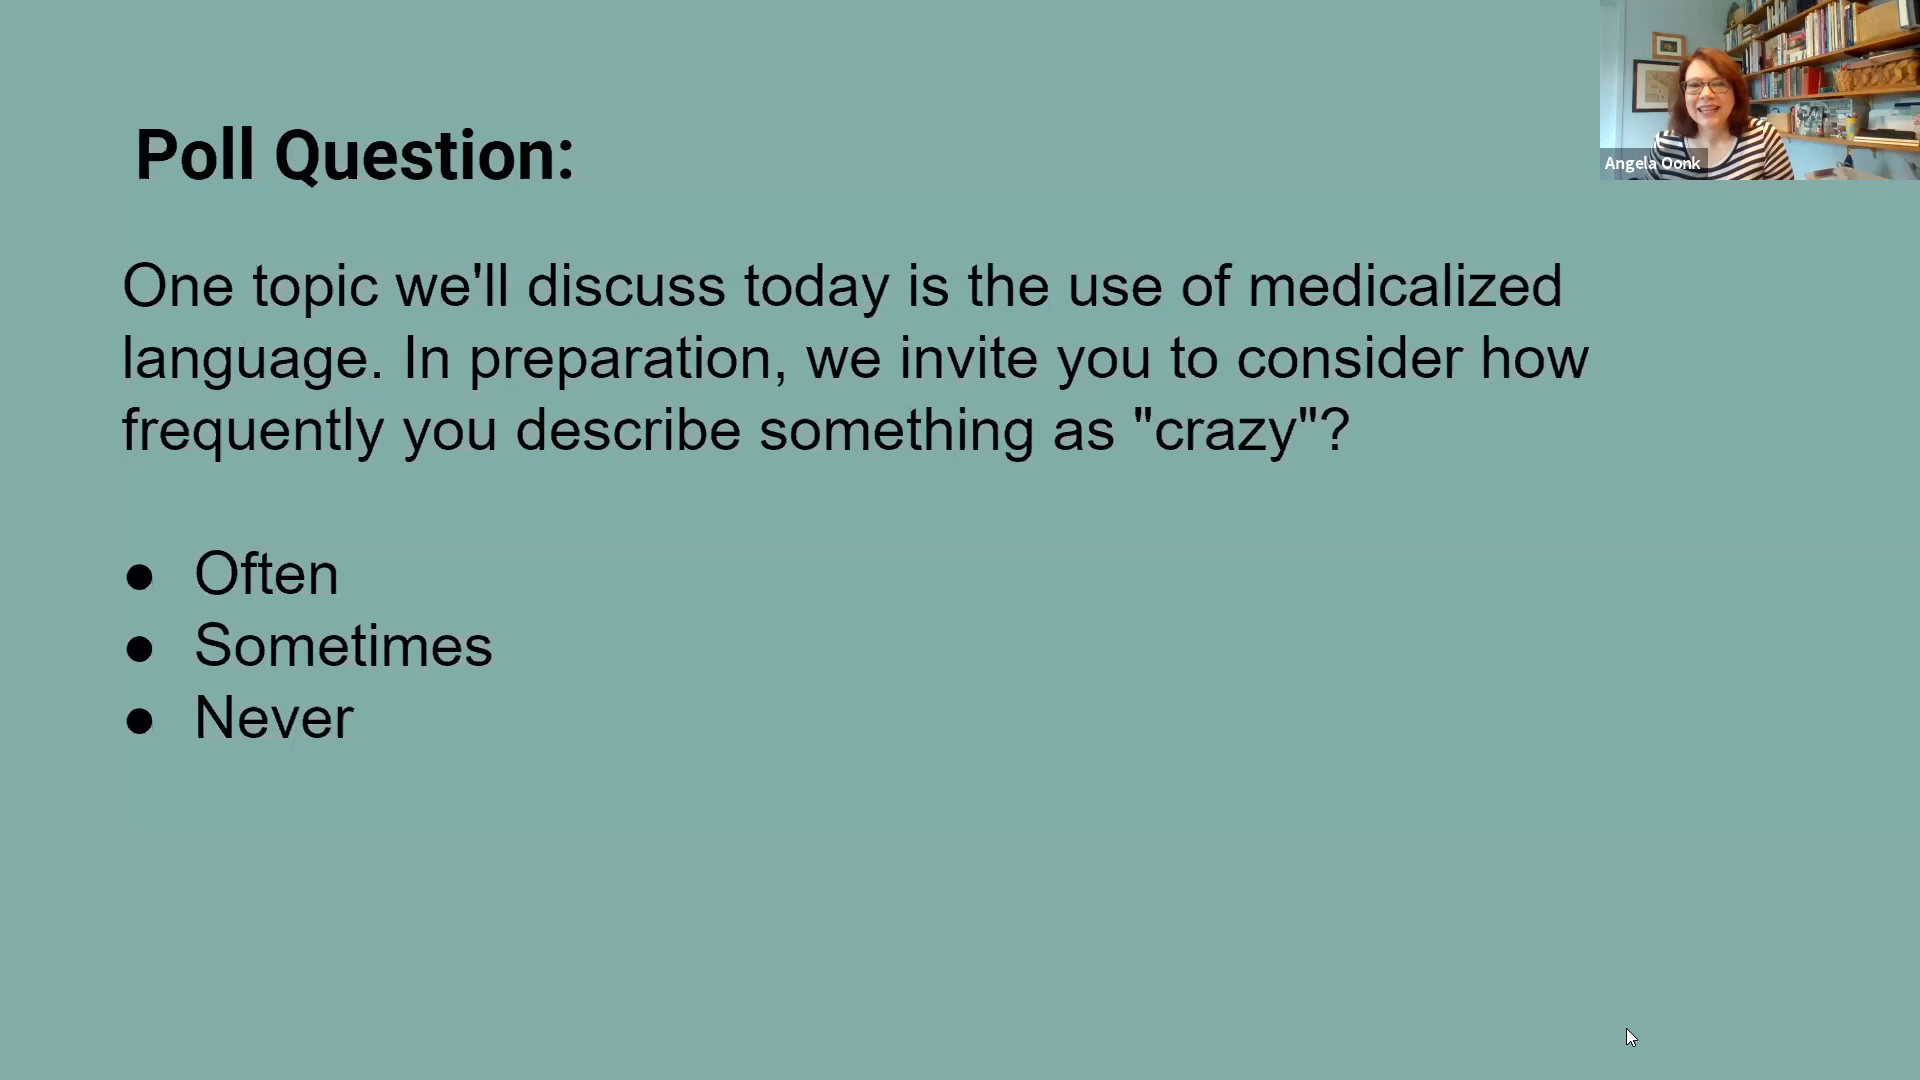 Poll Question:
Angela Oonk
One topic we'll discuss today is the use of medicalized
language. In preparation, we invite you to consider how
frequently you describe something as "crazy"?
● Often
● Sometimes
● Never